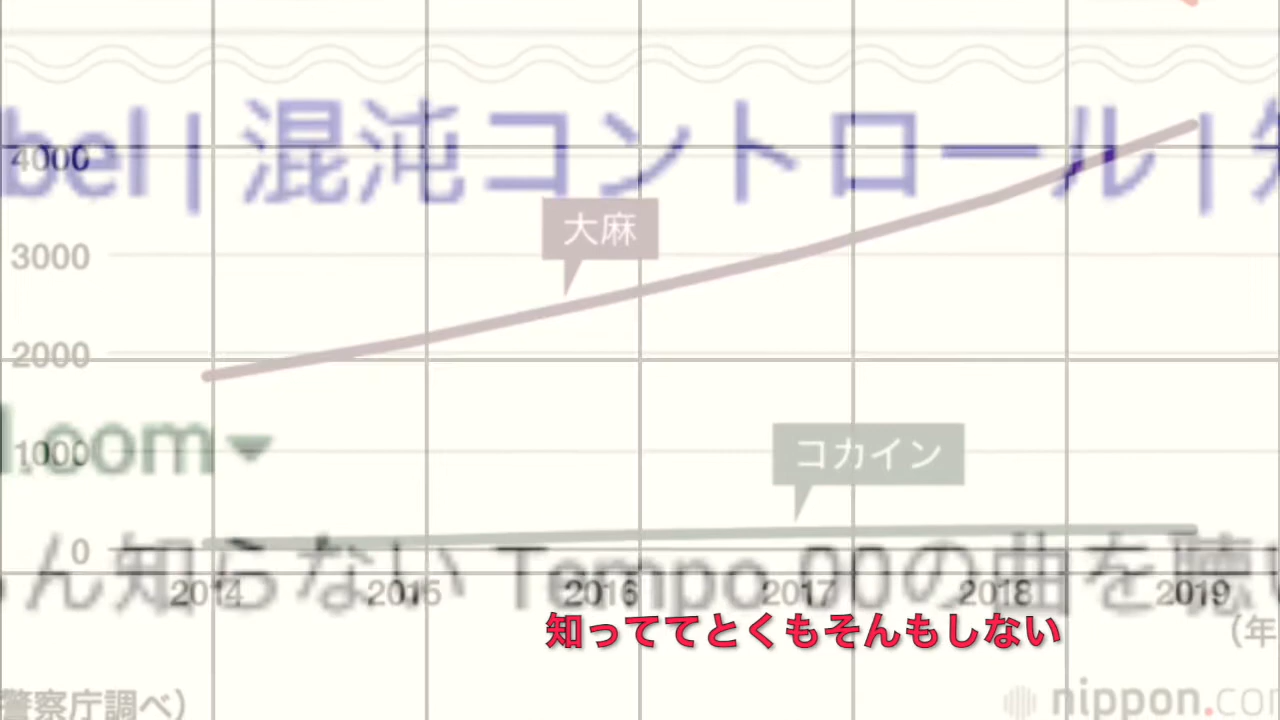 bel | 混沌コントロール |
4000
大麻
3000
2000
l.com
1000
コカイン
0
ん知らない Tempo 00の曲を聴
2014 2015 2016 2017 2018 2019
知っててとくもそんもしない
(年
警察庁調べ)
nippon.co